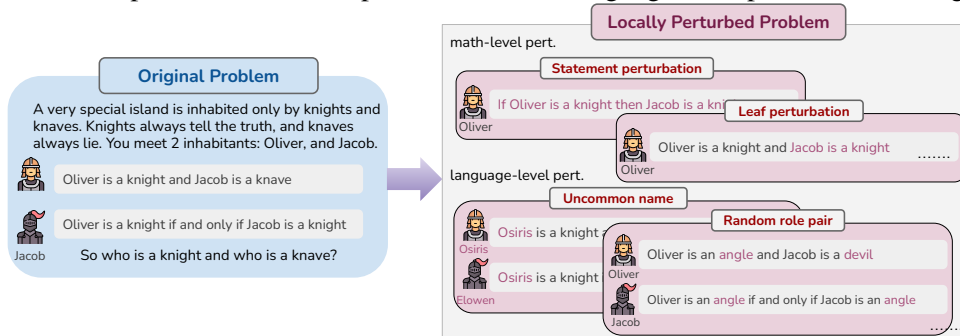 Locally Perturbed Problem
Original Problem
A very special island is inhabited only by knights and
knaves. Knights always tell the truth, and knaves
always lie. You meet 2 inhabitants: Oliver, and Jacob.
Oliver is a knight and Jacob is a knave
Oliver is a knight if and only if Jacob is a knight
Jacob
So who is a knight and who is a knave?
math-level pert.
Statement perturbation
If Oliver is a knight then Jacob is a
Oliver
Leaf perturbation
Oliver is a knight and Jacob is a knight
Oliver
.......
language-level pert.
Uncommon name
Osiris is a knight
Osiris
Osiris is a knight
Elowen
Random role pair
Oliver is an angle and Jacob is a devil
Oliver
Oliver is an angle if and only if Jacob is an angle
Jacob
.......